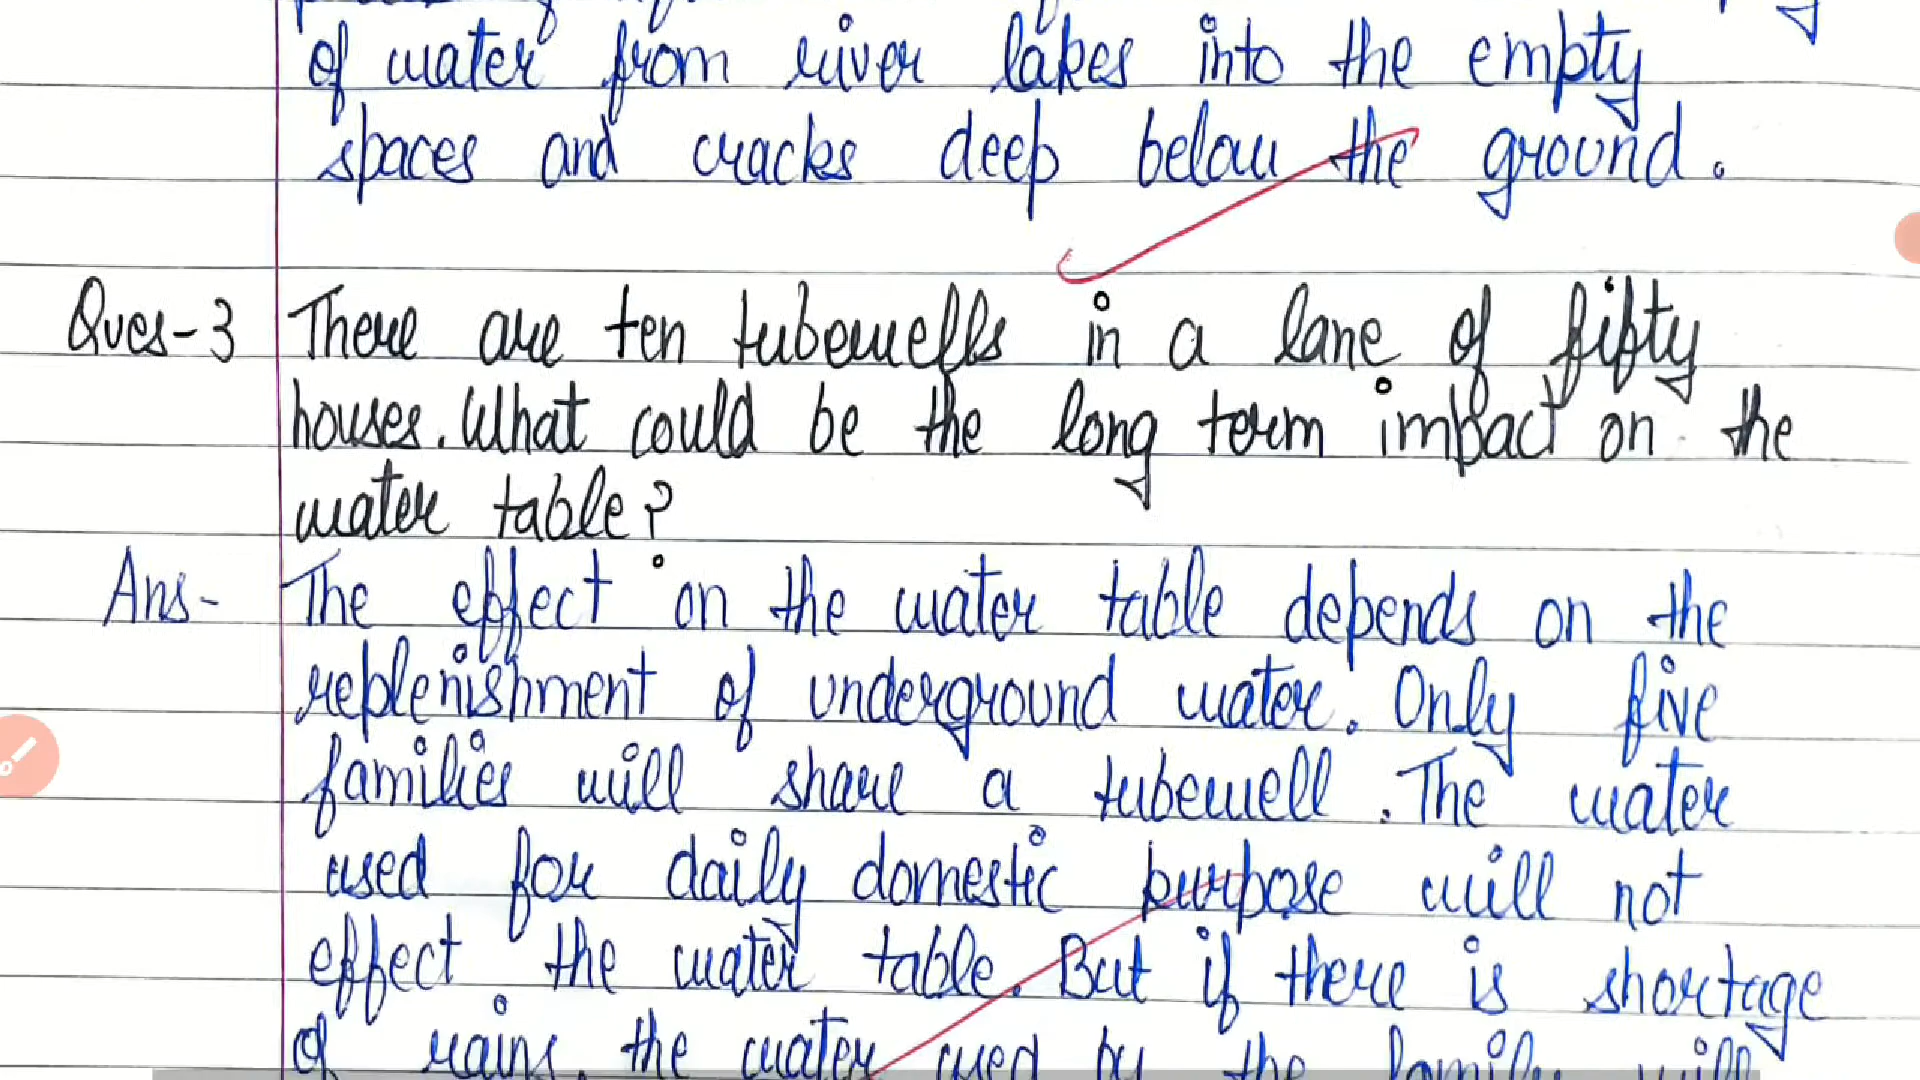 of water from river lakes into the empty
spaces and cracks deep below the ground.
Ques-3 There are ten tubewells in a lane of fifty
houses. What could be the long term impact on the
water table?
Ans- The effect on the water table depends on the
replenishment of underground water. Only five
families will share a tubewell. The water
used for daily domestic purpose will not
effect the water table. But if there is shortage
of rains, the water used by the family will